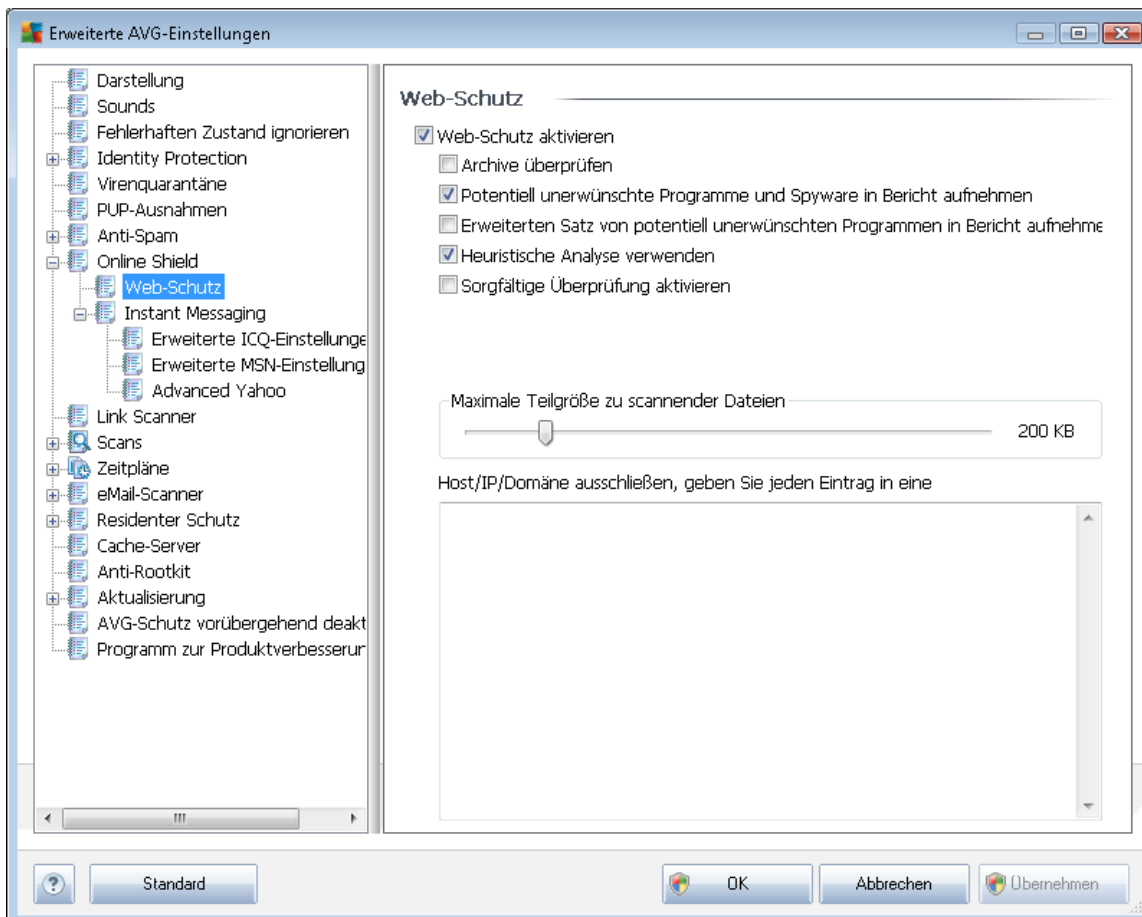 Erweiterte AVG-Einstellungen
Darstellung
Sounds
Fehlerhaften Zustand ignorieren
Identity Protection
Virenquarantäne
PUP-Ausnahmen
Anti-Spam
Online Shield
Web-Schutz
Instant Messaging
Erweiterte ICQ-Einstellunge
Erweiterte MSN-Einstellung
Advanced Yahoo
Link Scanner
Scans
Zeitpläne
eMail-Scanner
Residenter Schutz
Cache-Server
Anti-Rootkit
Aktualisierung
AVG-Schutz vorübergehend deakt
Programm zur Produktverbesserur
Web-Schutz
Web-Schutz aktivieren
Archive überprüfen
Potentiell unerwünschte Programme und Spyware in Bericht aufnehmen
Erweiterten Satz von potentiell unerwünschten Programmen in Bericht aufnehme
Heuristische Analyse verwenden
Sorgfältige Überprüfung aktivieren
Maximale Teilgröße zu scannender Dateien
200 KB
Host/IP/Domäne ausschließen, geben Sie jeden Eintrag in eine
?
Standard
OK
Abbrechen
Übernehmen